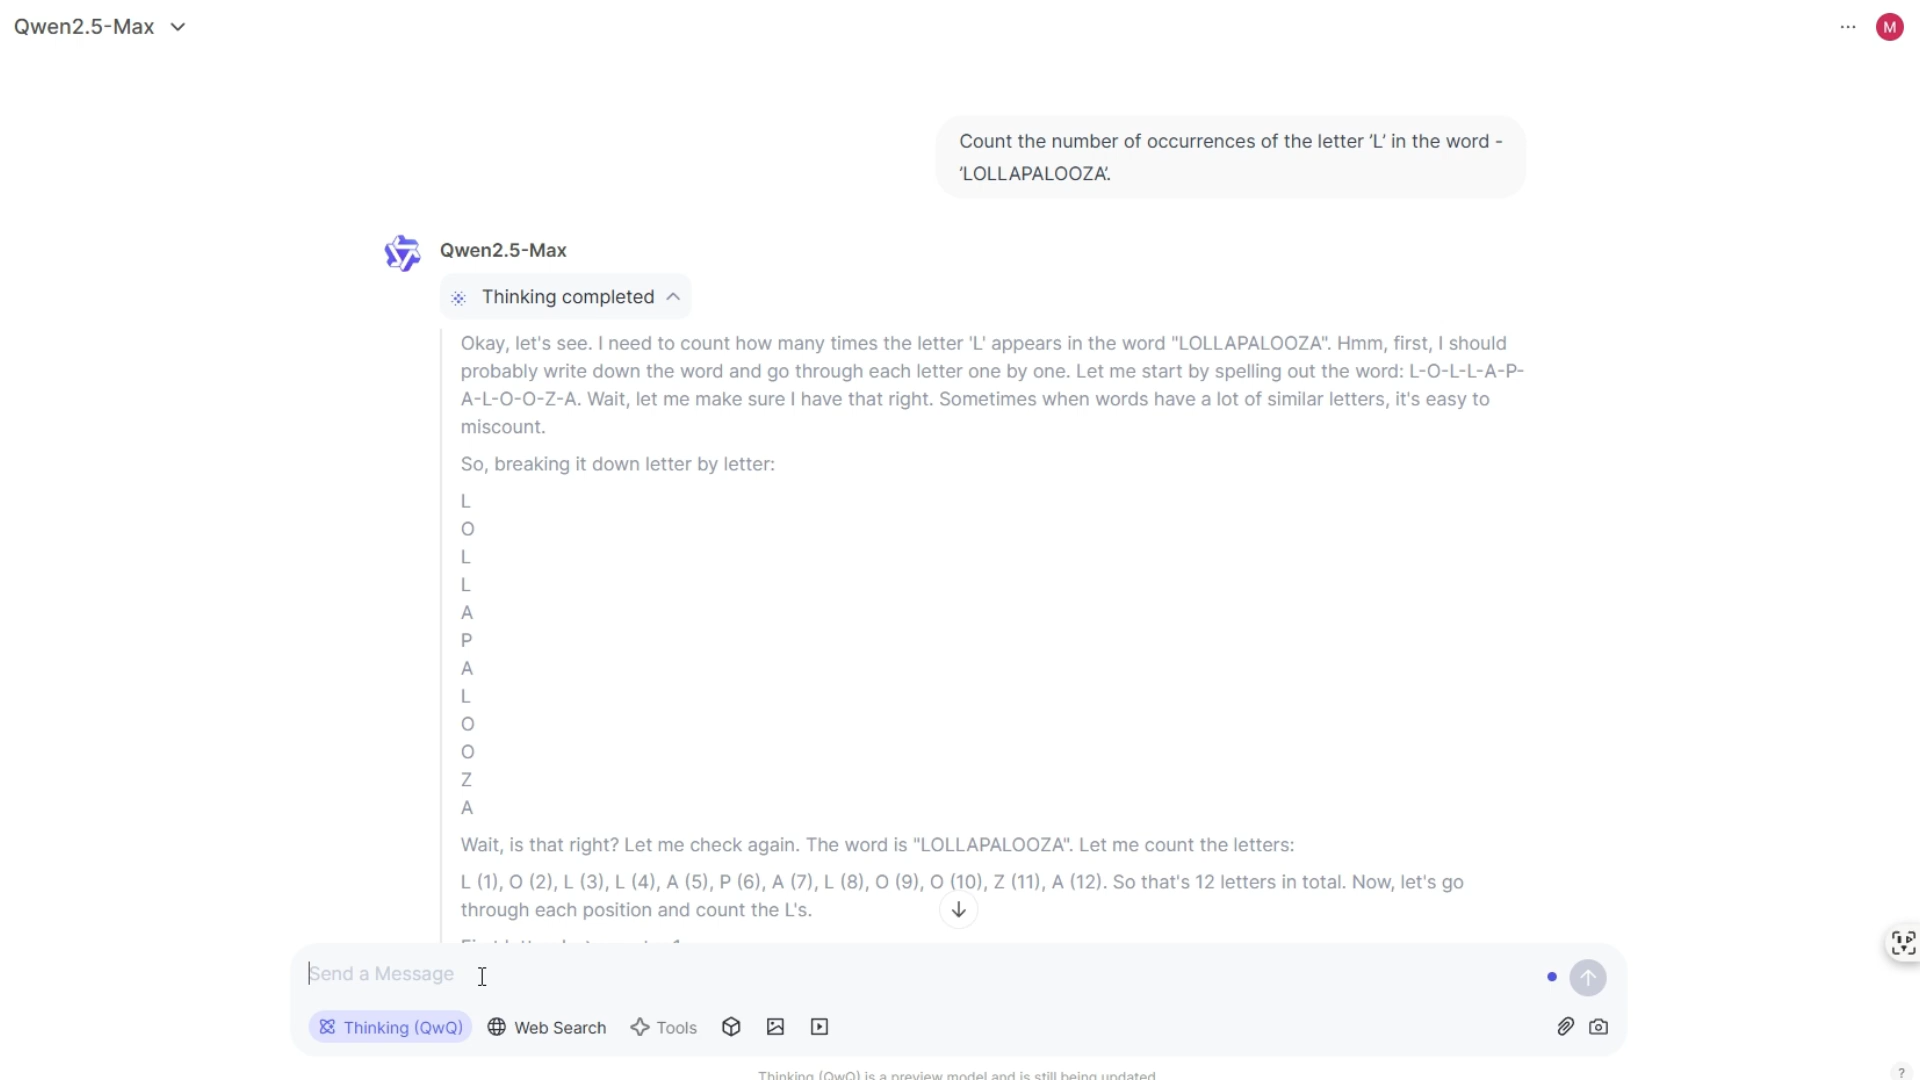 Qwen2.5-Max
M
Count the number of occurrences of the letter ’L’ in the word -
’LOLLAPALOOZA’.
Qwen2.5-Max
Thinking completed
Okay, let's see. I need to count how many times the letter 'L' appears in the word "LOLLAPALOOZA". Hmm, first, I should
probably write down the word and go through each letter one by one. Let me start by spelling out the word: L-O-L-L-A-P-
A-L-O-O-Z-A. Wait, let me make sure I have that right. Sometimes when words have a lot of similar letters, it's easy to
miscount.
So, breaking it down letter by letter:
L
O
L
L
A
P
A
L
O
O
Z
A
Wait, is that right? Let me check again. The word is "LOLLAPALOOZA". Let me count the letters:
L (1), O (2), L (3), L (4), A (5), P (6), A (7), L (8), O (9), O (10), Z (11), A (12). So that's 12 letters in total. Now, let's go
through each position and count the L's.
Send a Message
Thinking (QwQ) Web Search Tools
Thinking (QwQ) is a preview model and is still being updated.
?